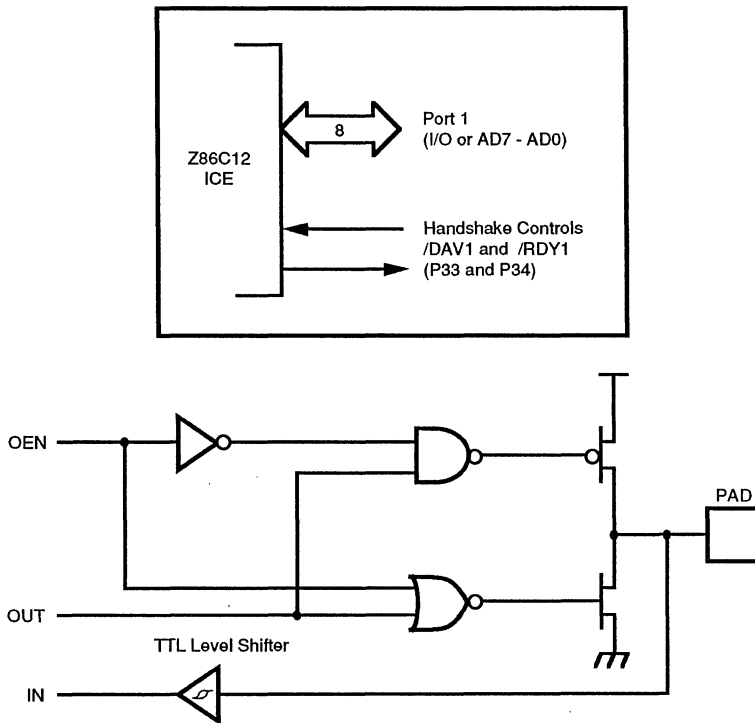 Z86C12
ICE
8
Port 1
(I/O or AD7 - AD0)
Handshake Controls
/DAV1 and /RDY1
(P33 and P34)
OEN
PAD
OUT
TTL Level Shifter
IN